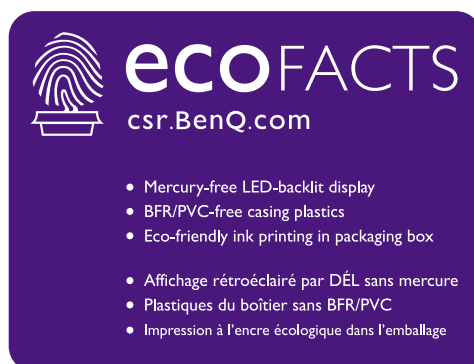 ecoFACTS
csr.BenQ.com
• Mercury-free LED-backlit display
• BFR/PVC-free casing plastics
• Eco-friendly ink printing in packaging box
• Affichage rétroéclairé par DÉL sans mercure
• Plastiques du boîtier sans BFR/PVC
• Impression à l'encre écologique dans l'emballage